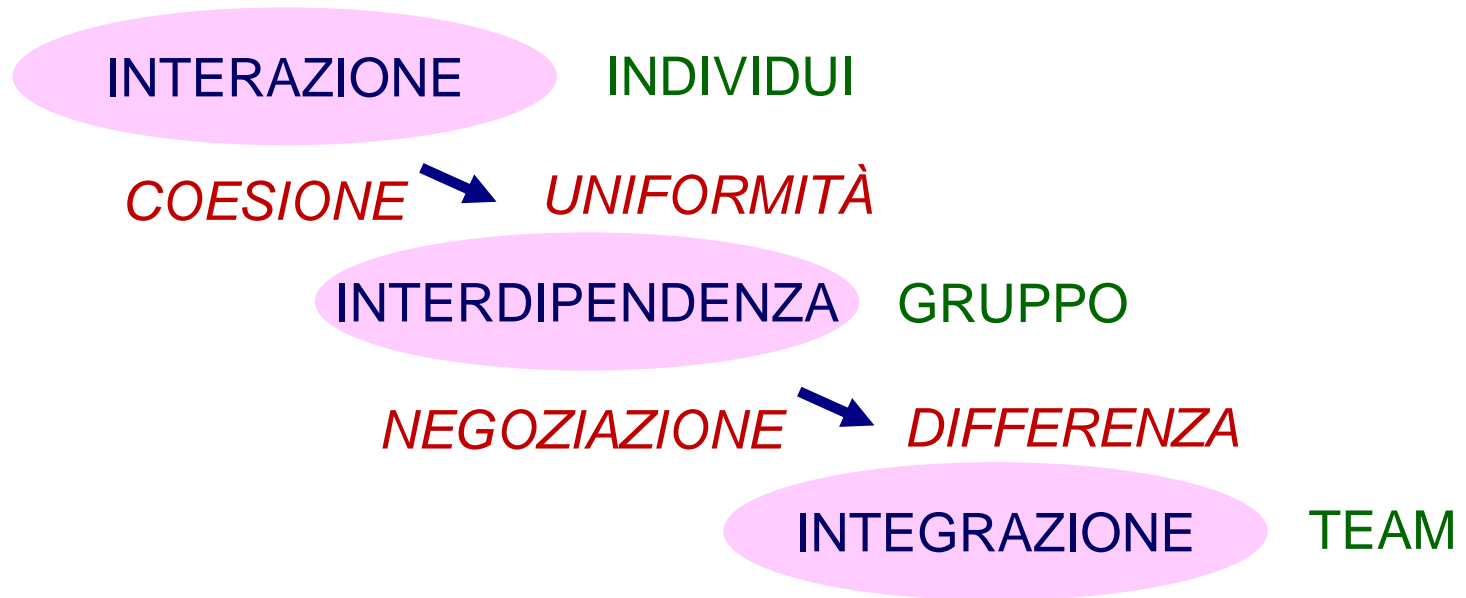 INTERAZIONE INDIVIDUI
COESIONE UNIFORMITÀ
INTERDIPENDENZA GRUPPO
NEGOZIAZIONE DIFFERENZA
INTEGRAZIONE TEAM